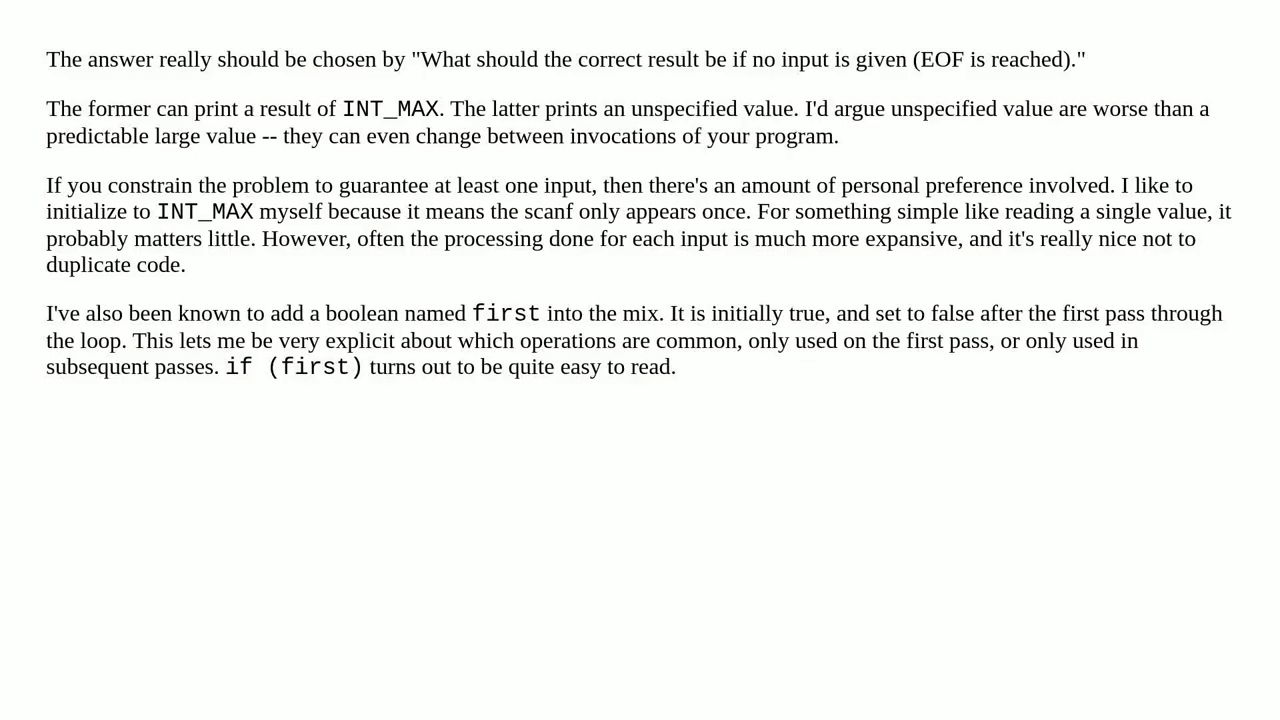 The answer really should be chosen by "What should the correct result be if no input is given (EOF is reached)."
The former can print a result of INT_MAX. The latter prints an unspecified value. I'd argue unspecified value are worse than a
predictable large value -- they can even change between invocations of your program.
If you constrain the problem to guarantee at least one input, then there's an amount of personal preference involved. I like to
initialize to INT_MAX myself because it means the scanf only appears once. For something simple like reading a single value, it
probably matters little. However, often the processing done for each input is much more expansive, and it's really nice not to
duplicate code.
I've also been known to add a boolean named first into the mix. It is initially true, and set to false after the first pass through
the loop. This lets me be very explicit about which operations are common, only used on the first pass, or only used in
subsequent passes. if (first) turns out to be quite easy to read.